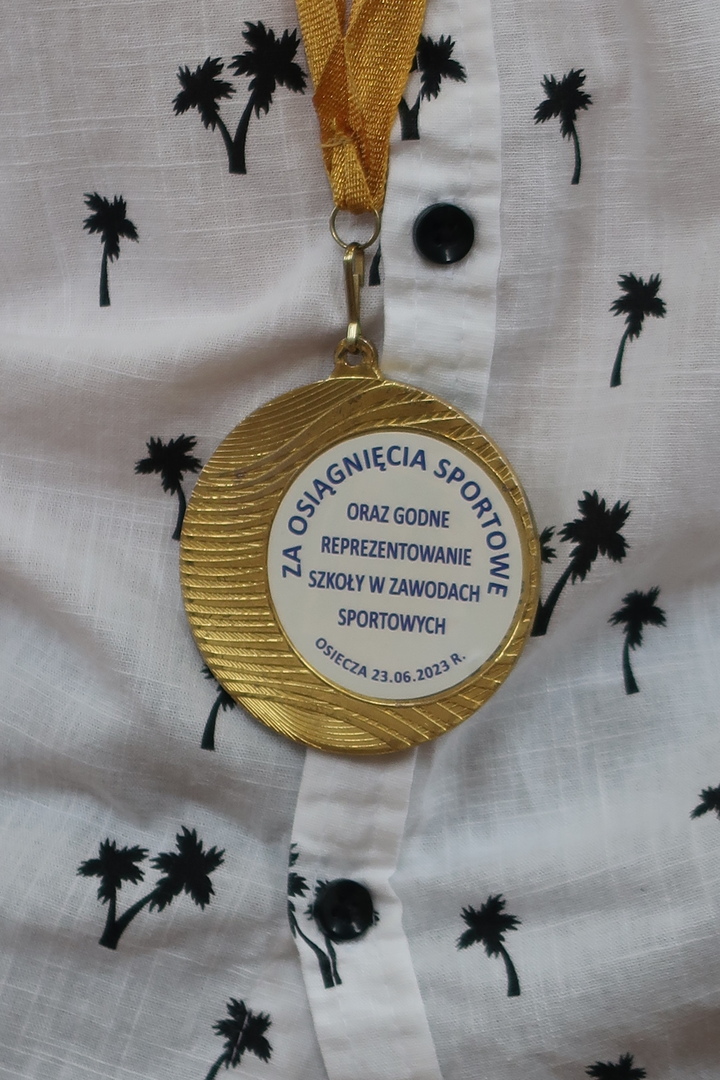 ZA OSIĄGNIĘCIA SPORTOWE
ORAZ GODNE
REPREZENTOWANIE
SZKOŁY W ZAWODACH
SPORTOWYCH
OSIECZA 23.06.2023 R.